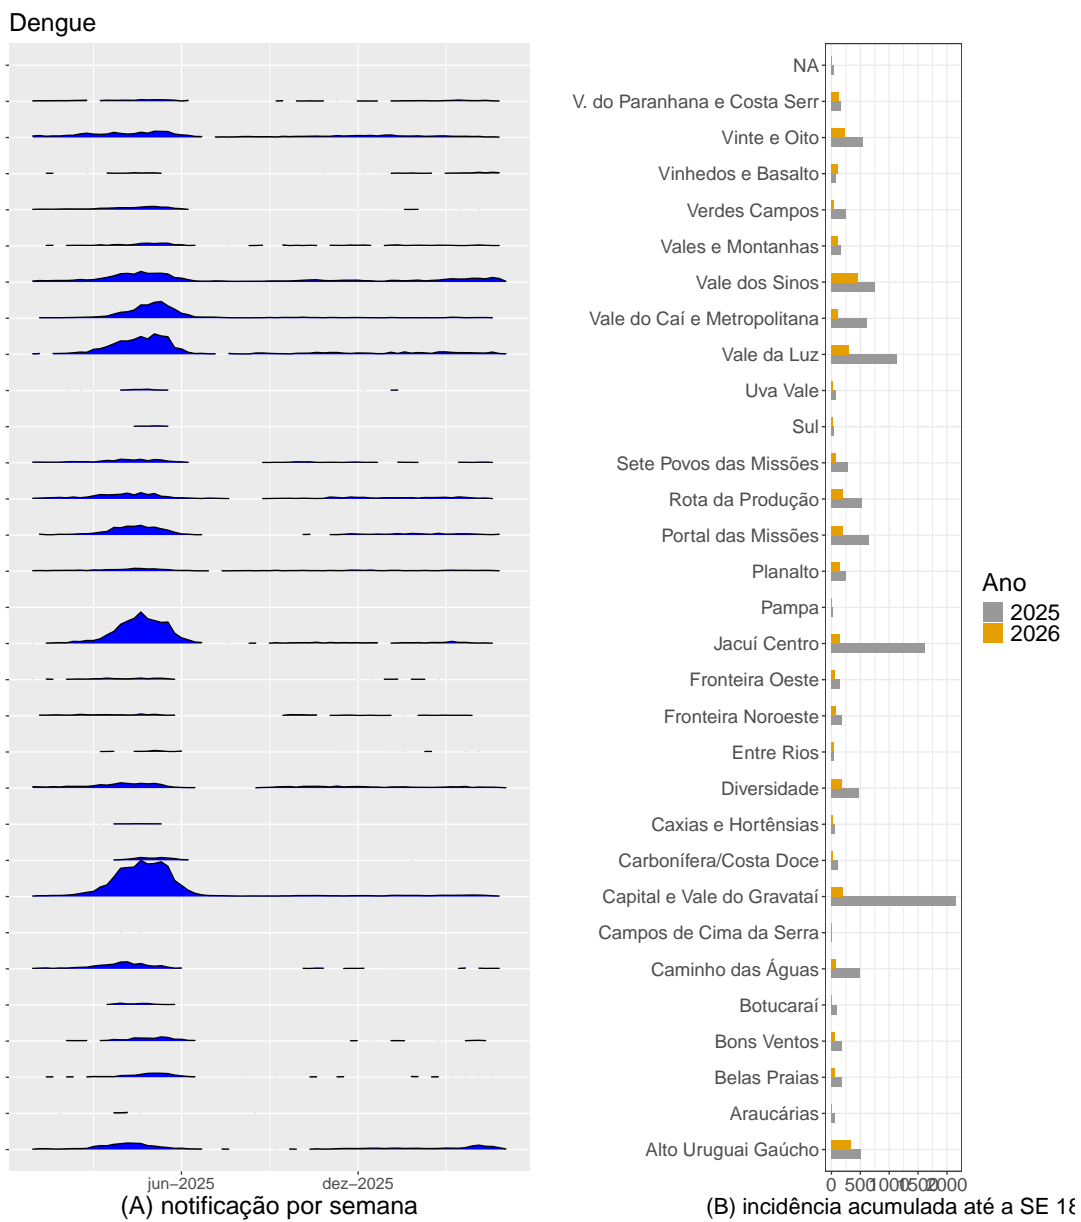 Dengue
NA
V. do Paranhana e Costa Serr
Vinte e Oito
Vinhedos e Basalto
Verdes Campos
Vales e Montanhas
Vale dos Sinos
Vale do Caí e Metropolitana
Vale da Luz
Uva Vale
Sul
Sete Povos das Missões
Rota da Produção
Portal das Missões
Planalto
Pampa
Jacuí Centro
Fronteira Oeste
Fronteira Noroeste
Entre Rios
Diversidade
Caxias e Hortênsias
Carbonífera/Costa Doce
Capital e Vale do Gravataí
Campos de Cima da Serra
Caminho das Águas
Botucaraí
Bons Ventos
Belas Praias
Araucárias
Alto Uruguai Gaúcho
Ano
2025
2026
jun–2025 dez–2025
0 500 1000 1500 2000
(A) notificação por semana
(B) incidência acumulada até a SE 18